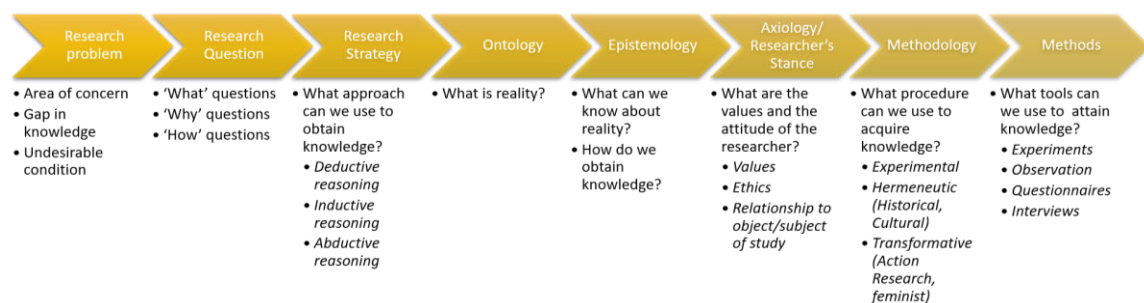 Research
problem
• Area of concern
• Gap in
knowledge
• Undesirable
condition
Research
Question
• 'What' questions
• 'Why' questions
• 'How' questions
Research
Strategy
• What approach
can we use to
obtain
knowledge?
• Deductive
reasoning
• Inductive
reasoning
• Abductive
reasoning
Ontology
• What is reality?
Epistemology
• What can we
know about
reality?
• How do we
obtain
knowledge?
Axiology/
Researcher's
Stance
• What are the
values and the
attitude of the
researcher?
• Values
• Ethics
• Relationship to
object/subject
of study
Methodology
• What procedure
can we use to
acquire
knowledge?
• Experimental
• Hermeneutic
(Historical,
Cultural)
• Transformative
(Action
Research,
feminist)
Methods
• What tools can
we use to attain
knowledge?
• Experiments
• Observation
• Questionnaires
• Interviews